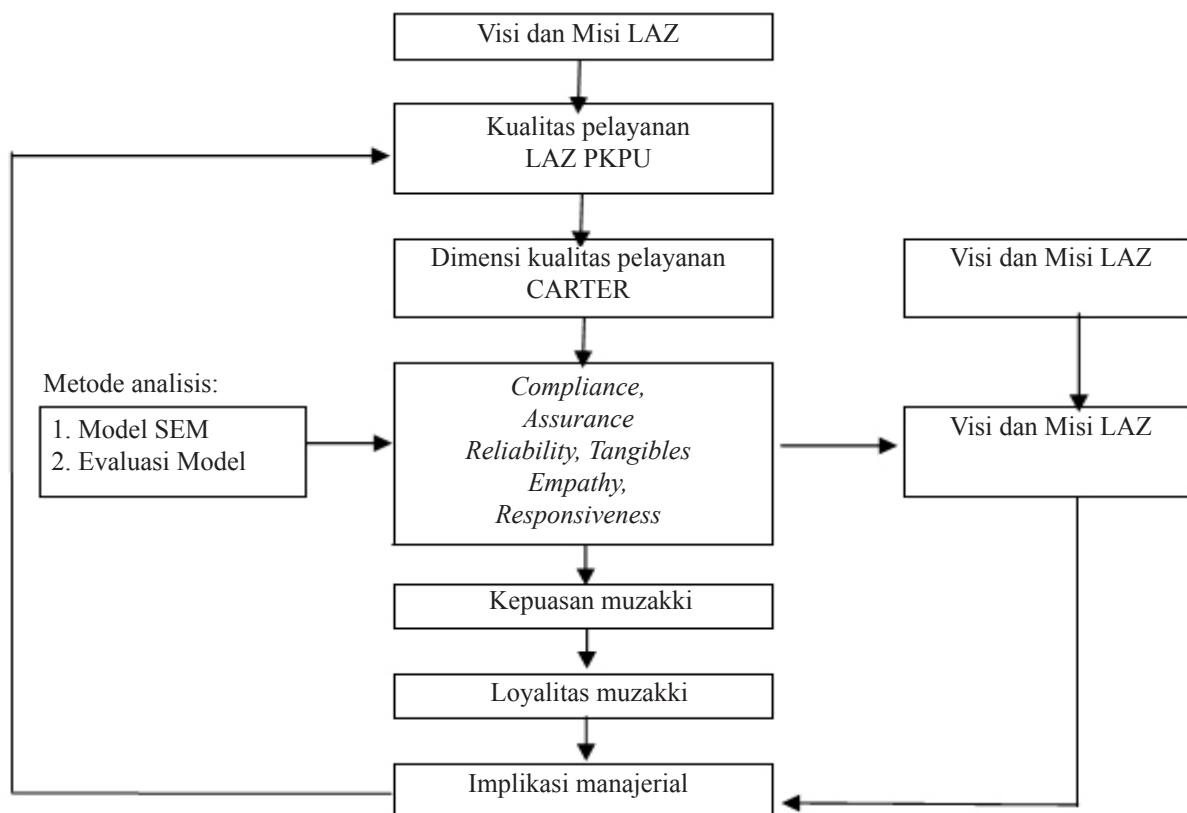 Visi dan Misi LAZ
Kualitas pelayanan
LAZ PKPU
Dimensi kualitas pelayanan
CARTER
Visi dan Misi LAZ
Metode analisis:
1. Model SEM
2. Evaluasi Model
Compliance,
Assurance
Reliability, Tangibles
Empathy,
Responsiveness
Visi dan Misi LAZ
Kepuasan muzakki
Loyalitas muzakki
Implikasi manajerial